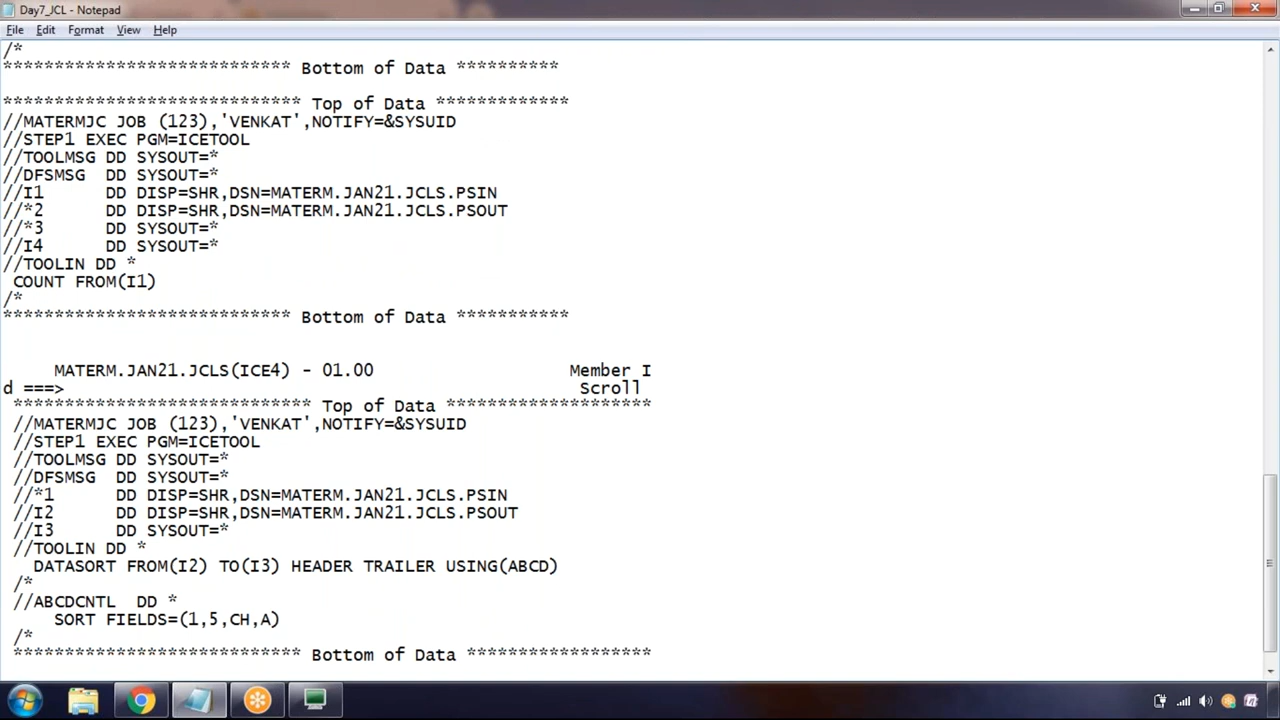 Day7_JCL - Notepad
File Edit Format View Help
/*
**************************** Bottom of Data **********
***************************** Top of Data *************
//MATERMJC JOB (123),'VENKAT',NOTIFY=&SYSUID
//STEP1 EXEC PGM=ICETOOL
//TOOLMSG DD SYSOUT=*
//DFSMSG  DD SYSOUT=*
//I1      DD DISP=SHR,DSN=MATERM.JAN21.JCLS.PSIN
//*2      DD DISP=SHR,DSN=MATERM.JAN21.JCLS.PSOUT
//*3      DD SYSOUT=*
//I4      DD SYSOUT=*
//TOOLIN DD *
 COUNT FROM(I1)
/*
**************************** Bottom of Data ***********
     MATERM.JAN21.JCLS(ICE4) - 01.00                   Member I
d ===>                                                  Scroll
 ***************************** Top of Data ********************
 //MATERMJC JOB (123),'VENKAT',NOTIFY=&SYSUID
 //STEP1 EXEC PGM=ICETOOL
 //TOOLMSG DD SYSOUT=*
 //DFSMSG  DD SYSOUT=*
 //*1      DD DISP=SHR,DSN=MATERM.JAN21.JCLS.PSIN
 //I2      DD DISP=SHR,DSN=MATERM.JAN21.JCLS.PSOUT
 //I3      DD SYSOUT=*
 //TOOLIN DD *
   DATASORT FROM(I2) TO(I3) HEADER TRAILER USING(ABCD)
 /*
 //ABCDCNTL  DD *
     SORT FIELDS=(1,5,CH,A)
 /*
 **************************** Bottom of Data ******************